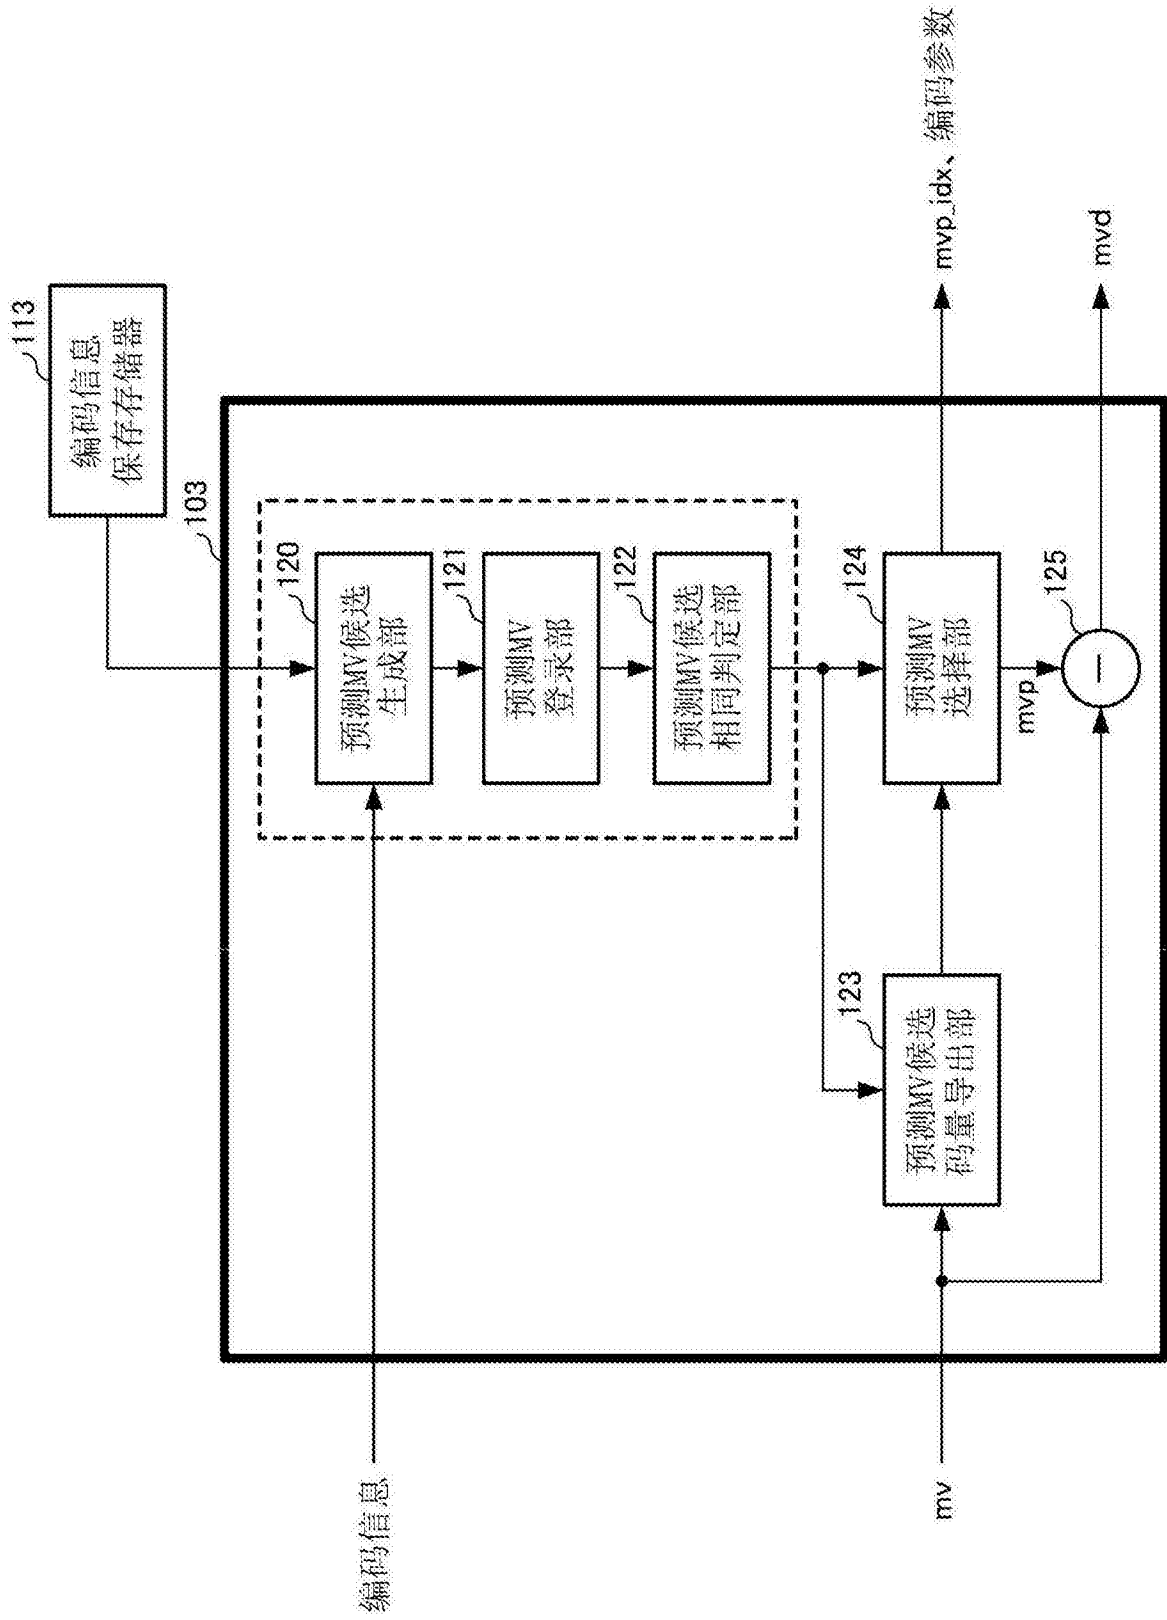 113
编码信息
保存存储器
103
120
预测MV候选
生成部
121
预测MV
登录部
122
预测MV候选
相同判定部
编码信息
123
预测MV候选
码量导出部
124
预测MV
选择部
mvp
125
−
mv
mvp_idx、编码参数
mvd